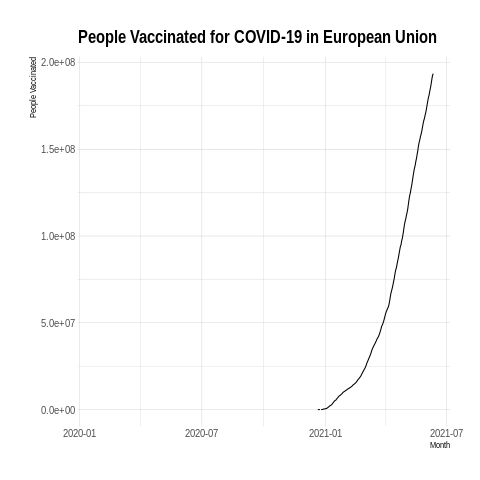 People Vaccinated for COVID-19 in European Union
People Vaccinated
2.0e+08
1.5e+08
1.0e+08
5.0e+07
0.0e+00
2020-01
2020-07
2021-01
2021-07
Month